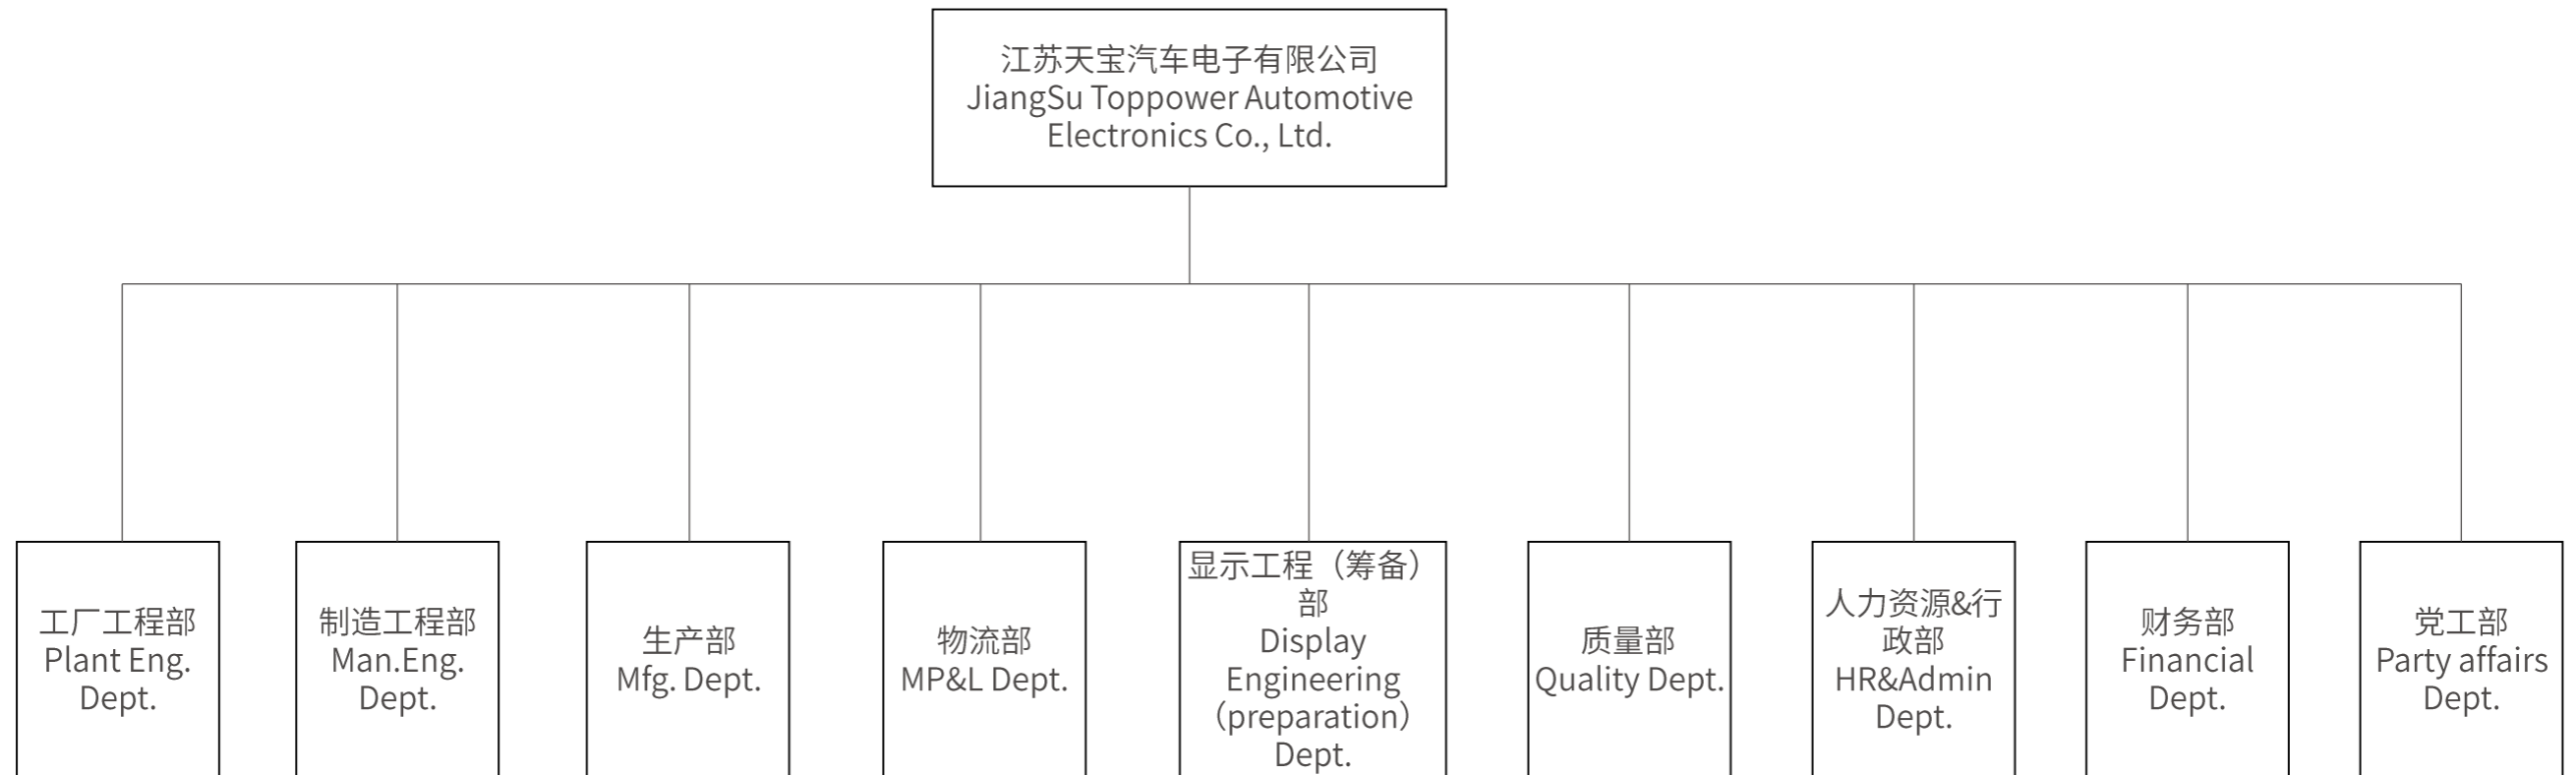 江苏天宝汽车电子有限公司
JiangSu Toppower Automotive
Electronics Co., Ltd.
工厂工程部
Plant Eng.
Dept.
制造工程部
Man.Eng.
Dept.
生产部
Mfg. Dept.
物流部
MP&L Dept.
显示工程（筹备）
部
Display
Engineering
（preparation）
Dept.
质量部
Quality Dept.
人力资源&行
政部
HR&Admin
Dept.
财务部
Financial
Dept.
党工部
Party affairs
Dept.